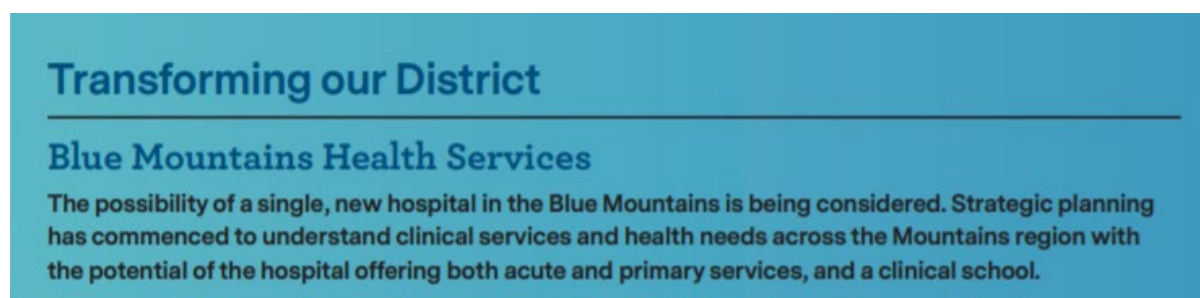 Transforming our District
Blue Mountains Health Services
The possibility of a single, new hospital in the Blue Mountains is being considered. Strategic planning
has commenced to understand clinical services and health needs across the Mountains region with
the potential of the hospital offering both acute and primary services, and a clinical school.